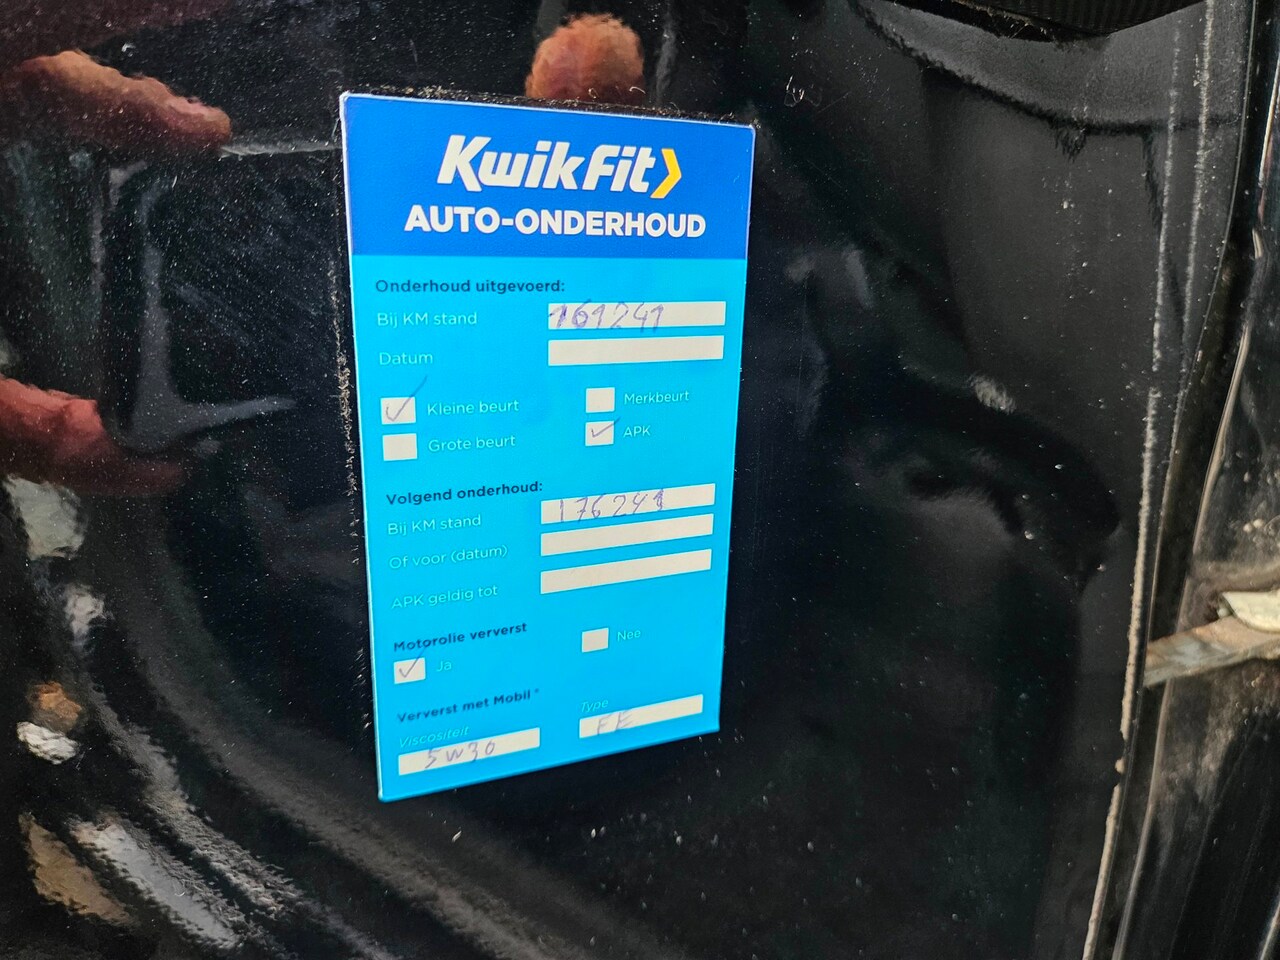 KwikFit
AUTO-ONDERHOUD
Onderhoud uitgevoerd:
Bij KM stand 161241
Datum
Kleine beurt Merkbeurt
Grote beurt APK
Volgend onderhoud:
Bij KM stand 176241
Of voor (datum)
APK geldig tot
Motorolie ververst
Ja Nee
Ververst met Mobil
Viscositeit Type
5W30 FE